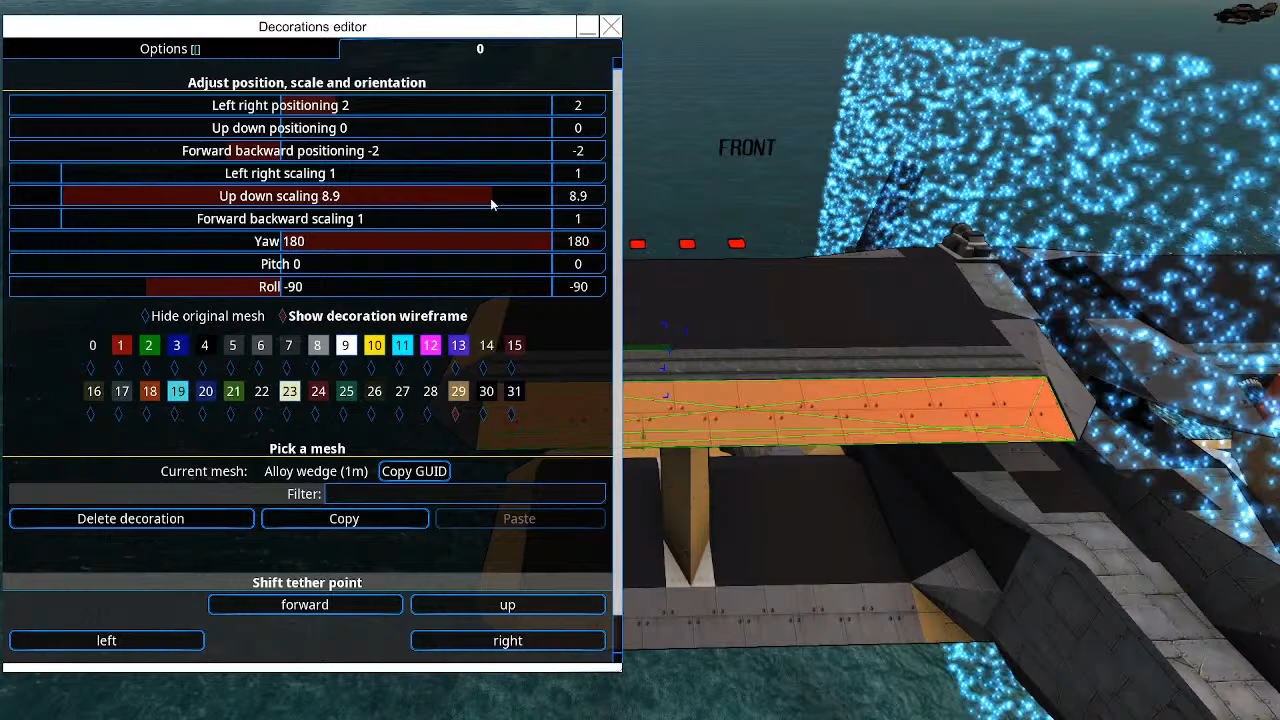 Decorations editor
Options [[]
0
Adjust position, scale and orientation
Left right positioning 2
2
Up down positioning 0
0
Forward backward positioning -2
-2
Left right scaling 1
1
Up down scaling 8.9
8.9
Forward backward scaling 1
1
Yaw 180
180
Pitch 0
0
Roll -90
-90
Hide original mesh
Show decoration wireframe
0 1 2 3 4 5 6 7 8 9 10 11 12 13 14 15
16 17 18 19 20 21 22 23 24 25 26 27 28 29 30 31
Pick a mesh
Current mesh: Alloy wedge (1m) Copy GUID
Filter:
Delete decoration
Copy
Paste
Shift tether point
forward
up
left
right
FRONT